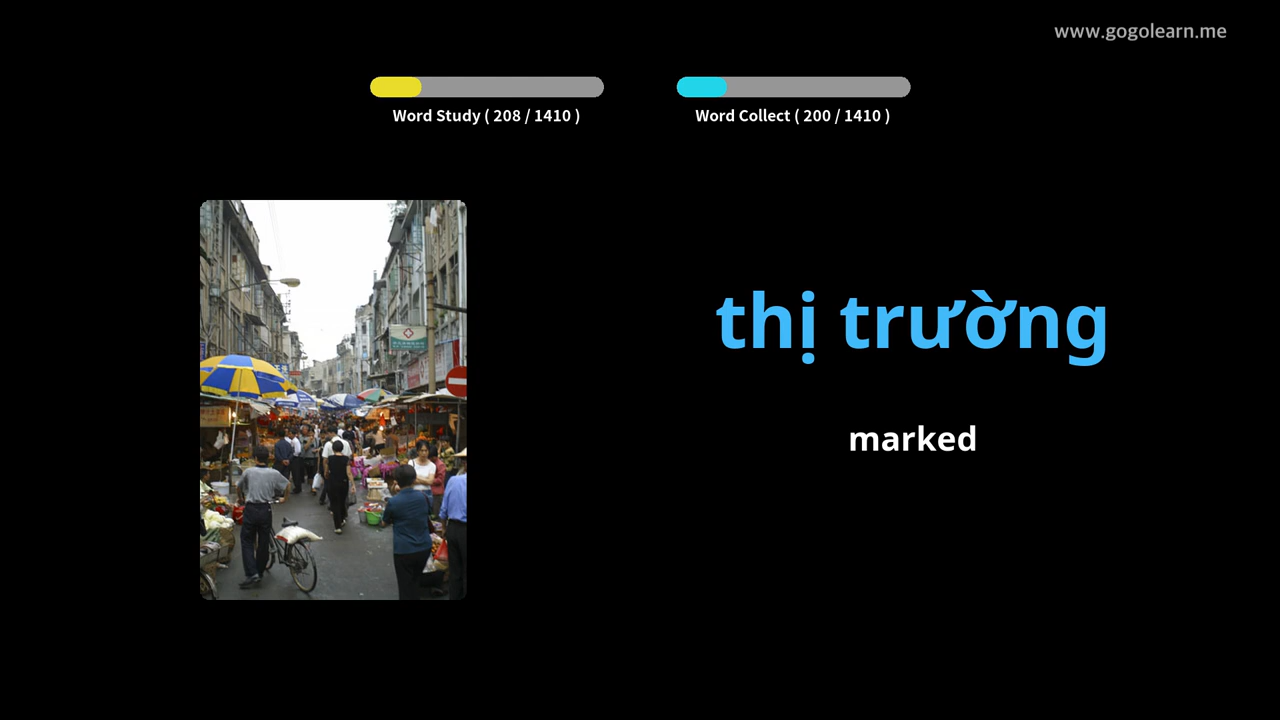 www.gogolearn.me
Word Study ( 208 / 1410 )
Word Collect ( 200 / 1410 )
thị trường
marked